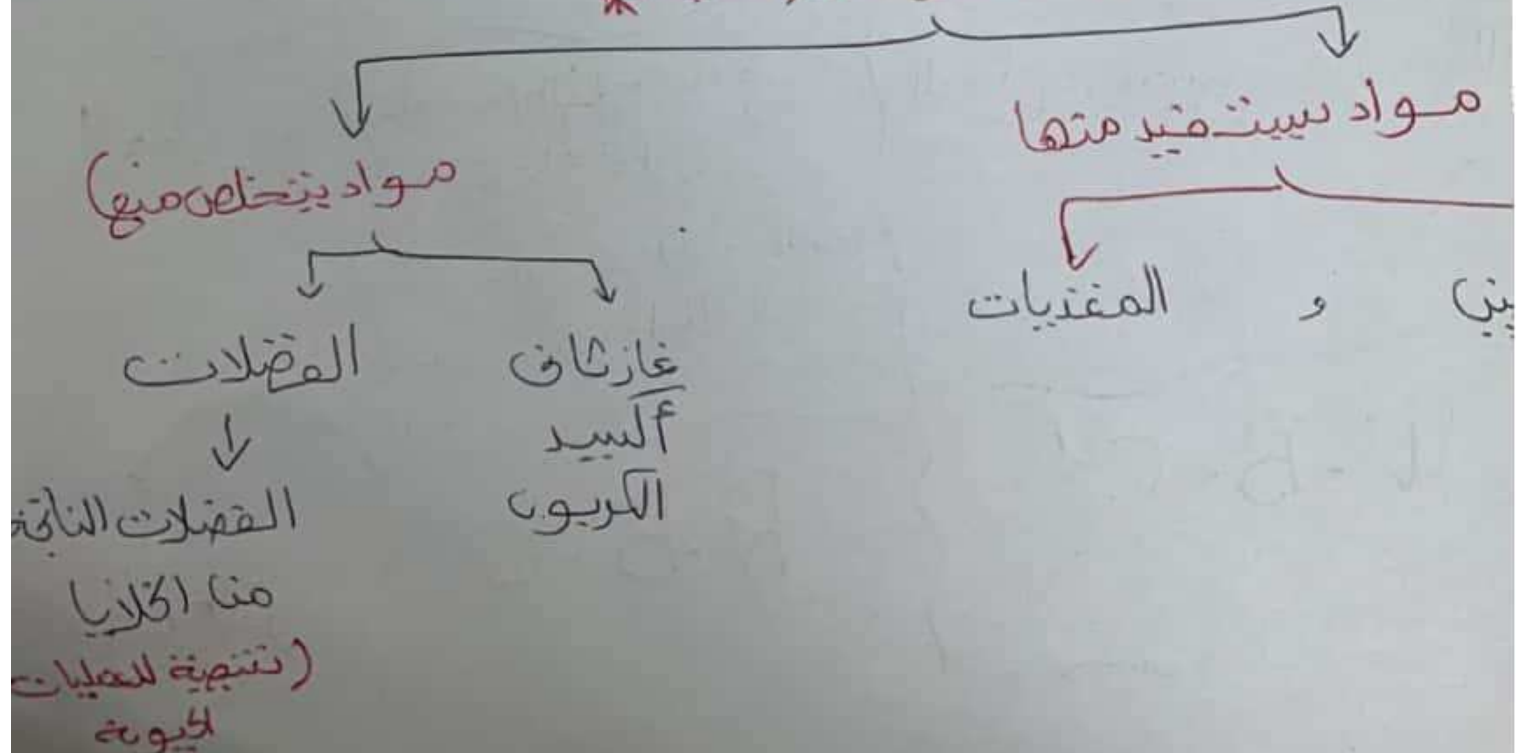 مواد يستفيد منها
مواد يتخلص منها
و المغذيات
غاز ثاني
أكسيد
الكربون
الفضلات
الفضلات الناتجة
من الخلايا
(نتيجة للعمليات
الحيوية